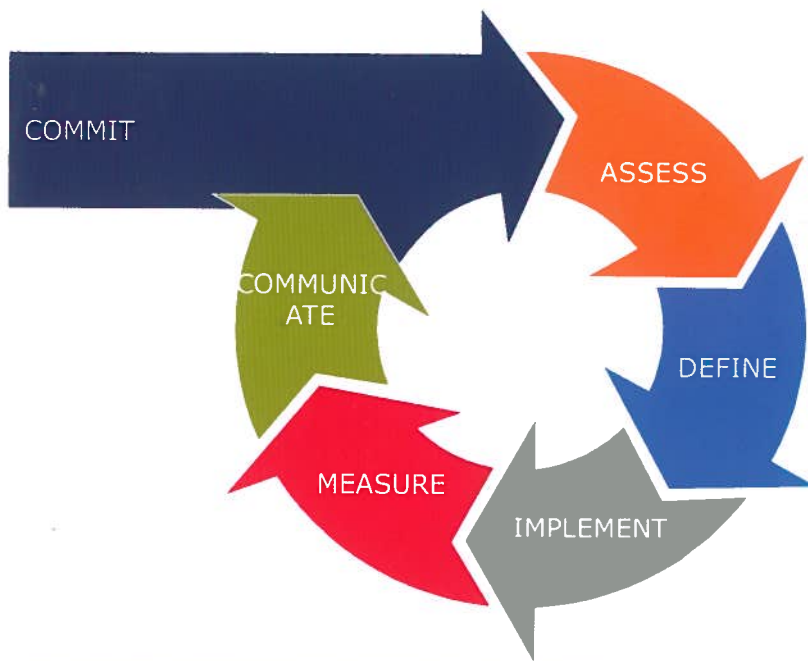 COMMIT
ASSESS
DEFINE
IMPLEMENT
MEASURE
COMMUNIC
ATE